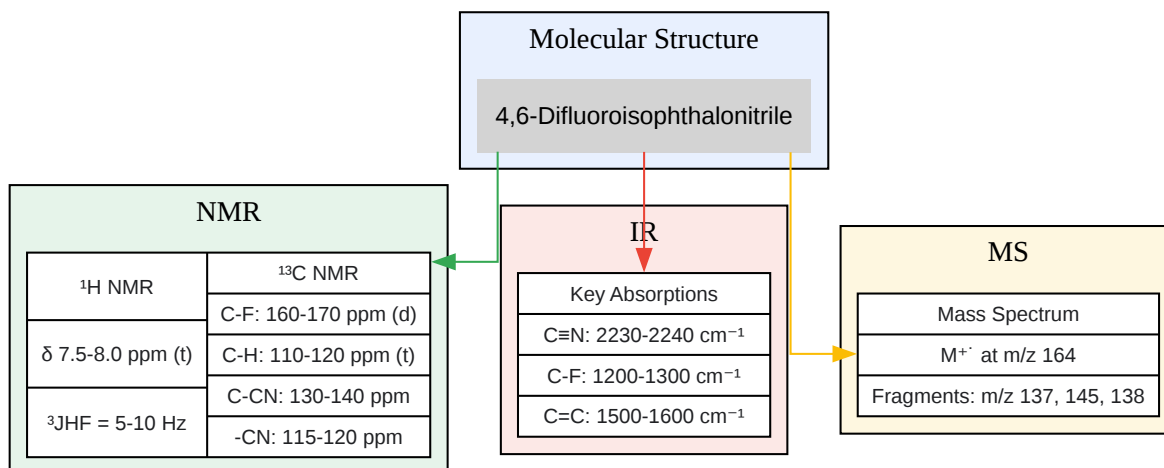 Molecular Structure
4,6-Difluoroisophthalonitrile
NMR
¹H NMR
δ 7.5-8.0 ppm (t)
³JHF = 5-10 Hz
¹³C NMR
C-F: 160-170 ppm (d)
C-H: 110-120 ppm (t)
C-CN: 130-140 ppm
-CN: 115-120 ppm
IR
Key Absorptions
C≡N: 2230-2240 cm⁻¹
C-F: 1200-1300 cm⁻¹
C=C: 1500-1600 cm⁻¹
MS
Mass Spectrum
M⁺˙ at m/z 164
Fragments: m/z 137, 145, 138